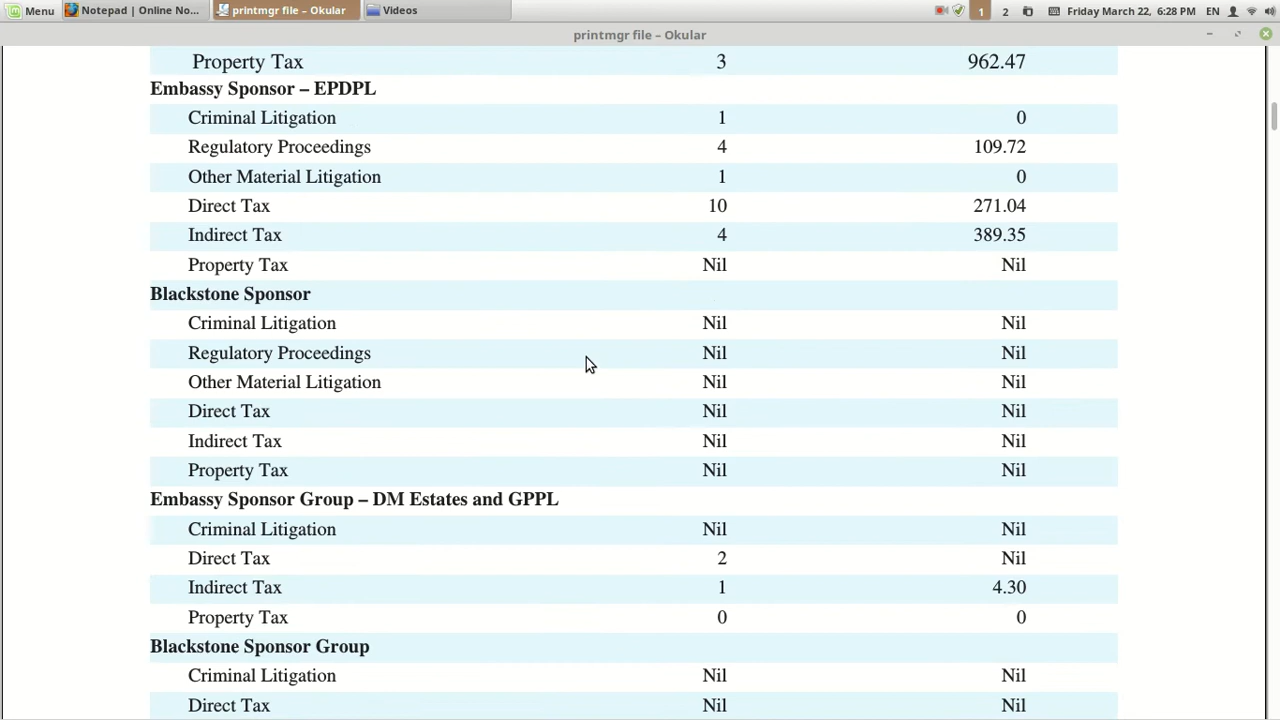 Menu Notepad | Online No... printmgr file – Okular Videos 1 2 Friday March 22, 6:28 PM EN
printmgr file – Okular
Property Tax 3 962.47
Embassy Sponsor – EPDPL
Criminal Litigation 1 0
Regulatory Proceedings 4 109.72
Other Material Litigation 1 0
Direct Tax 10 271.04
Indirect Tax 4 389.35
Property Tax Nil Nil
Blackstone Sponsor
Criminal Litigation Nil Nil
Regulatory Proceedings Nil Nil
Other Material Litigation Nil Nil
Direct Tax Nil Nil
Indirect Tax Nil Nil
Property Tax Nil Nil
Embassy Sponsor Group – DM Estates and GPPL
Criminal Litigation Nil Nil
Direct Tax 2 Nil
Indirect Tax 1 4.30
Property Tax 0 0
Blackstone Sponsor Group
Criminal Litigation Nil Nil
Direct Tax Nil Nil